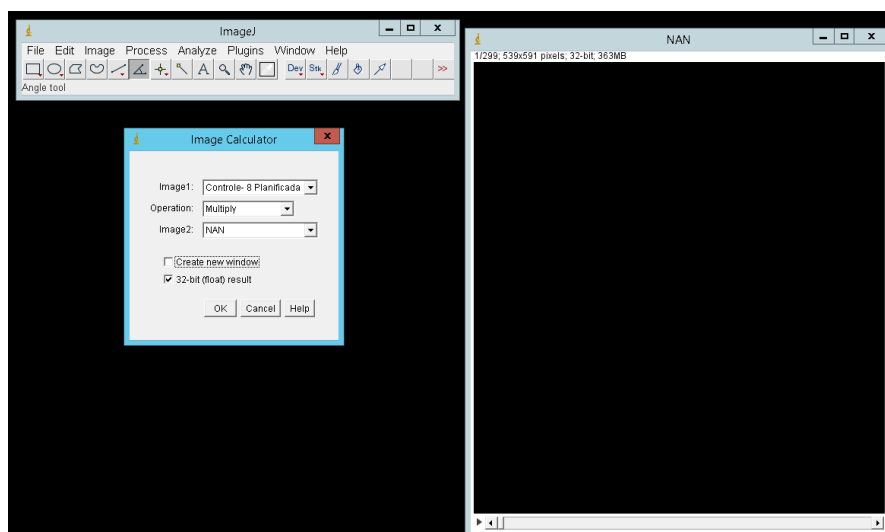 ImageJ
File Edit Image Process Analyze Plugins Window Help
A Dev Stk >>
Angle tool
Image Calculator
Image1: Controle- 8 Planificada
Operation: Multiply
Image2: NAN
Create new window
32-bit (float) result
OK Cancel Help
NAN
1/299; 539x591 pixels; 32-bit; 363MB